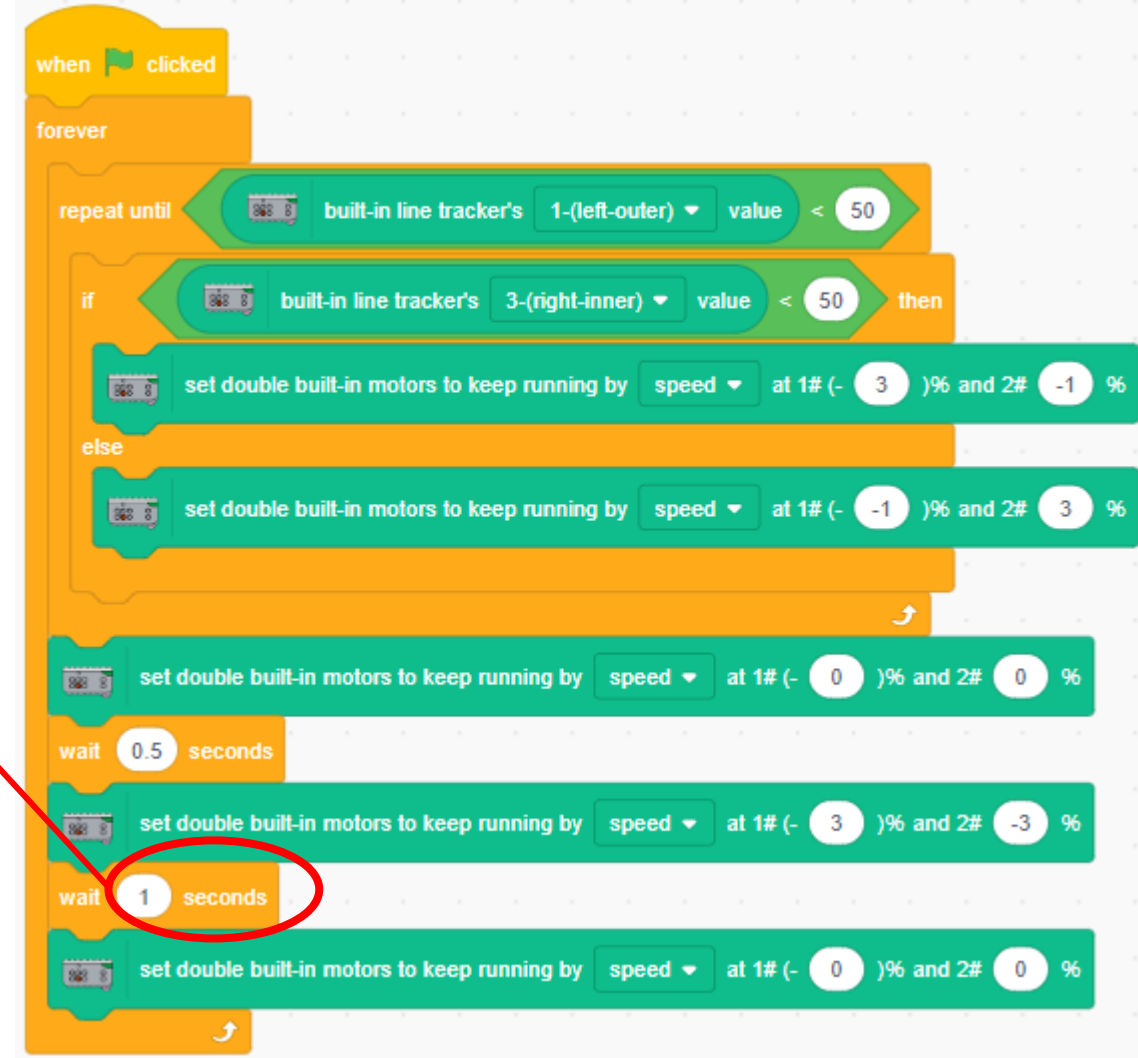 when clicked
forever
repeat until built-in line tracker's 1-(left-outer) value < 50
if built-in line tracker's 3-(right-inner) value < 50 then
set double built-in motors to keep running by speed at 1# (- 3 )% and 2# -1 %
else
set double built-in motors to keep running by speed at 1# (- -1 )% and 2# 3 %
set double built-in motors to keep running by speed at 1# (- 0 )% and 2# 0 %
wait 0.5 seconds
set double built-in motors to keep running by speed at 1# (- 3 )% and 2# -3 %
wait 1 seconds
set double built-in motors to keep running by speed at 1# (- 0 )% and 2# 0 %